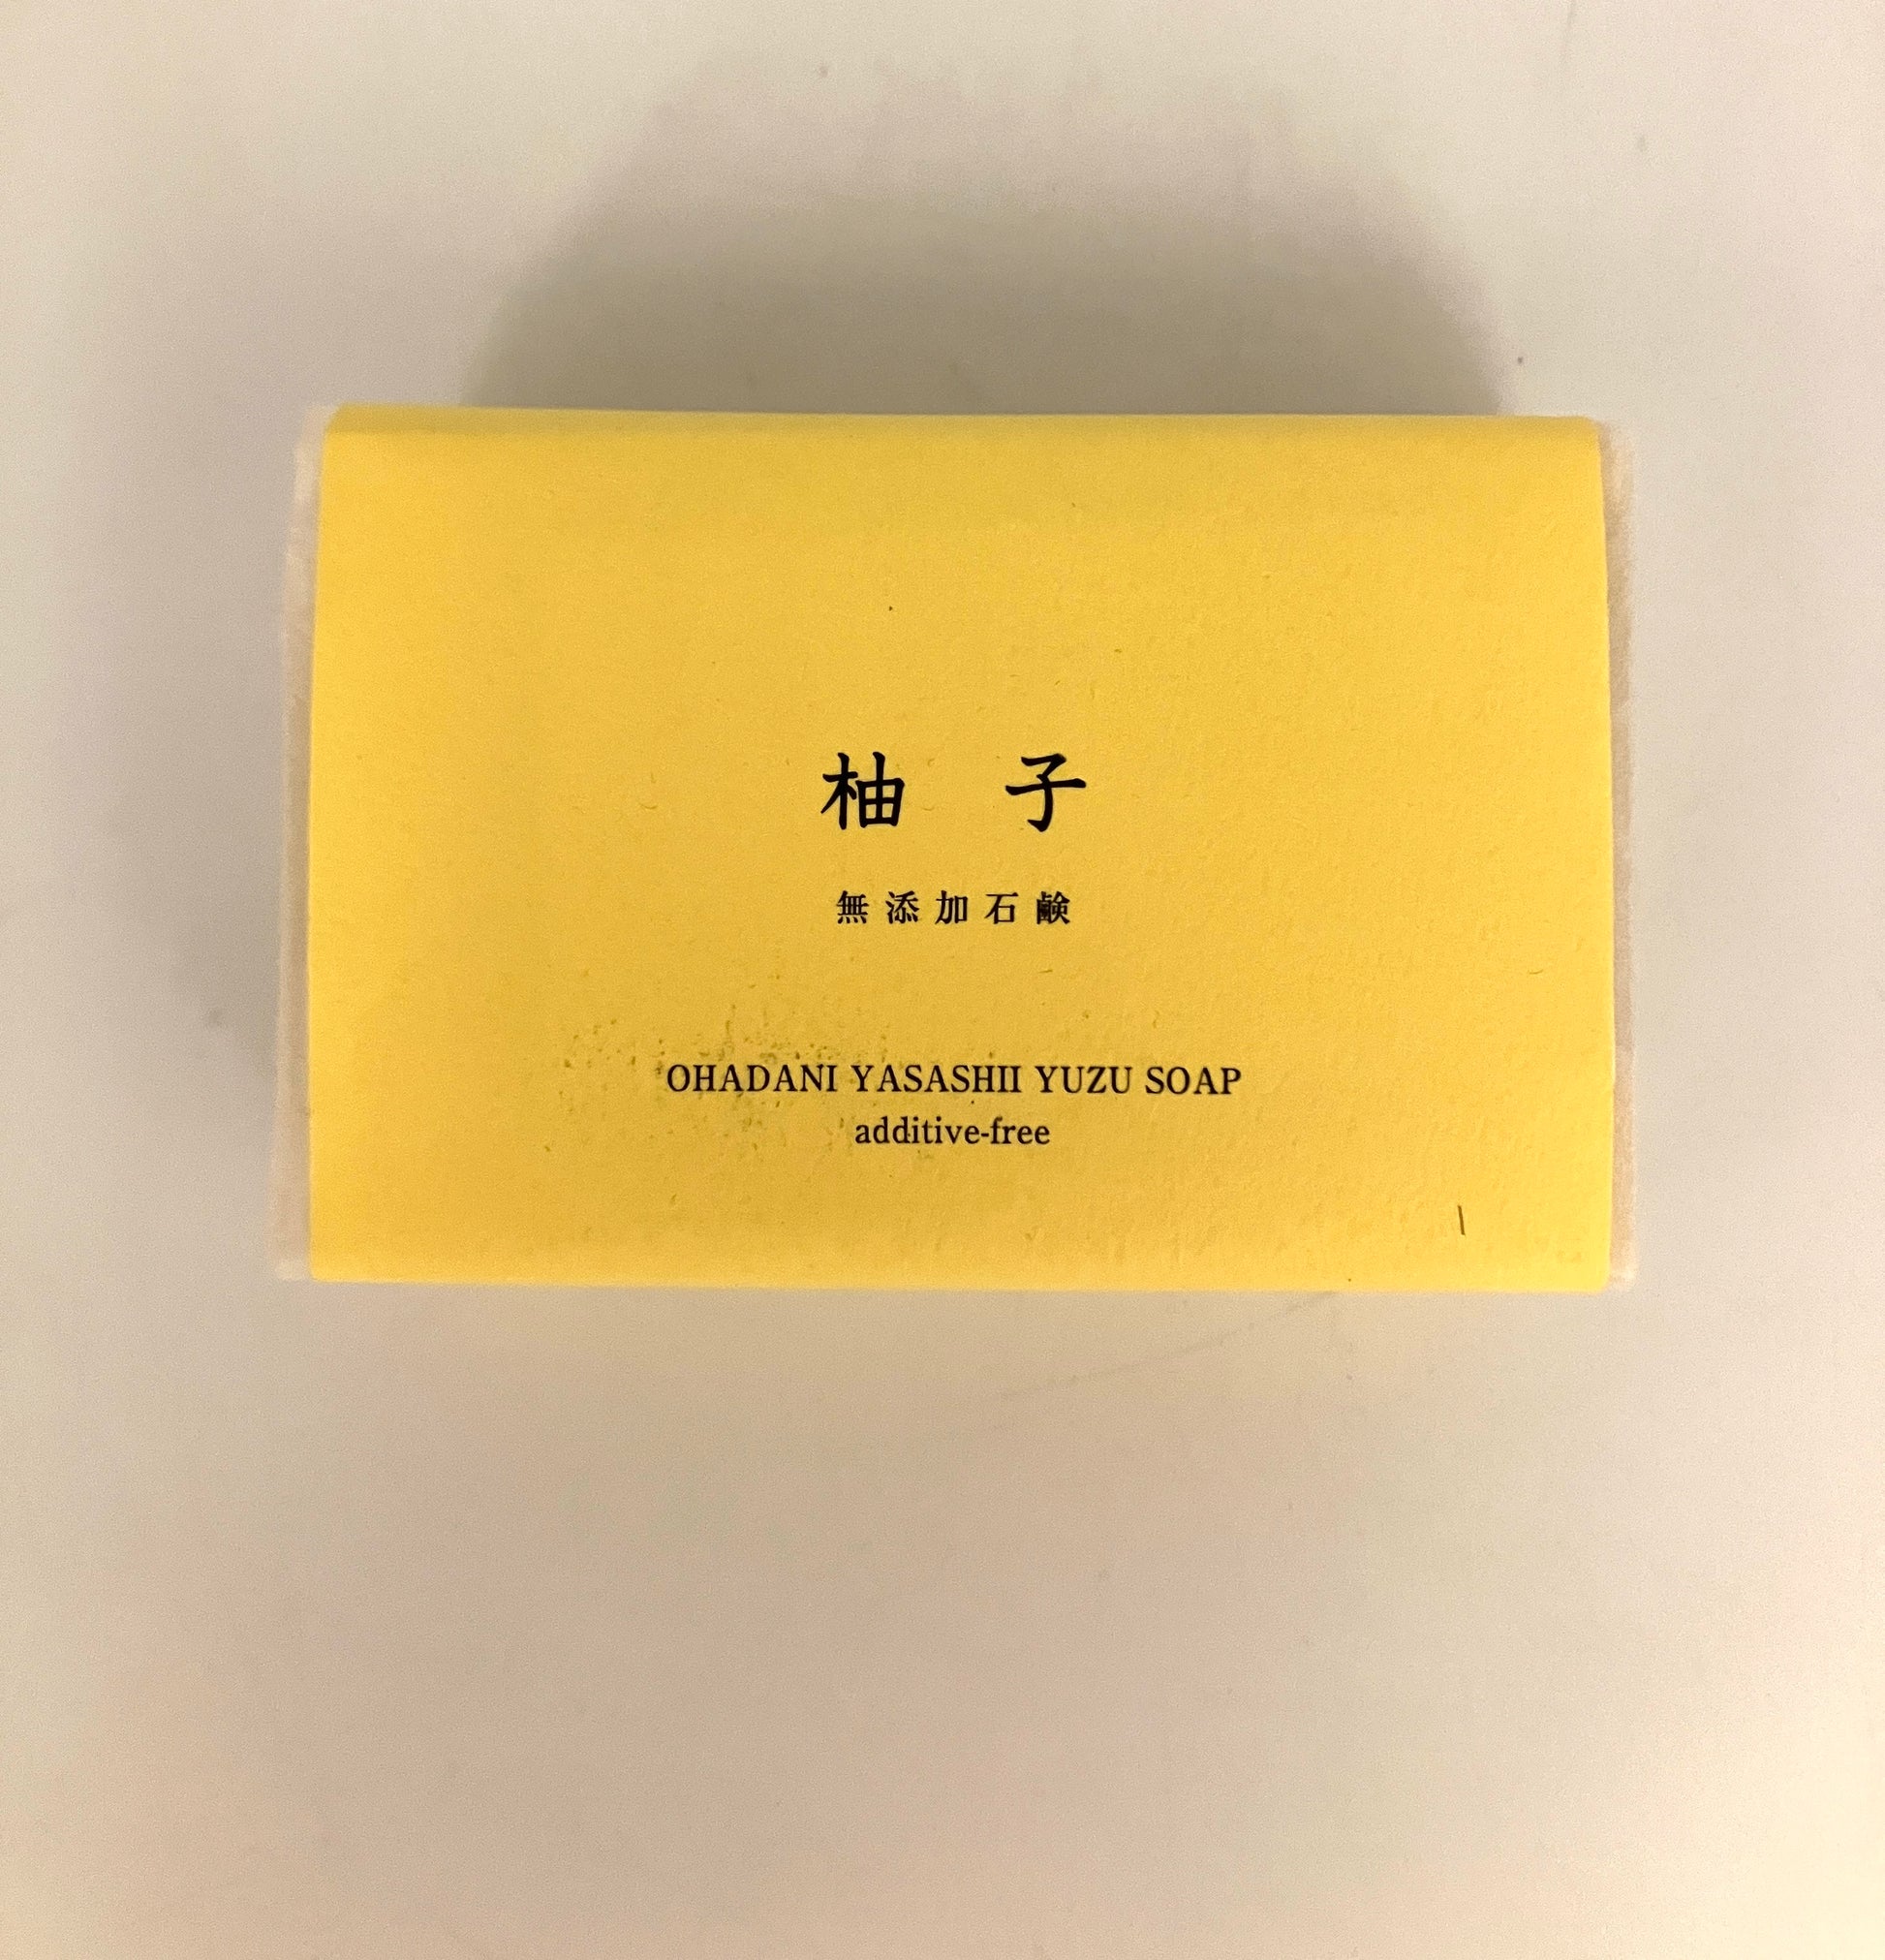 柚 子
無添加石鹸
OHADANI YASASHII YUZU SOAP
additive-free